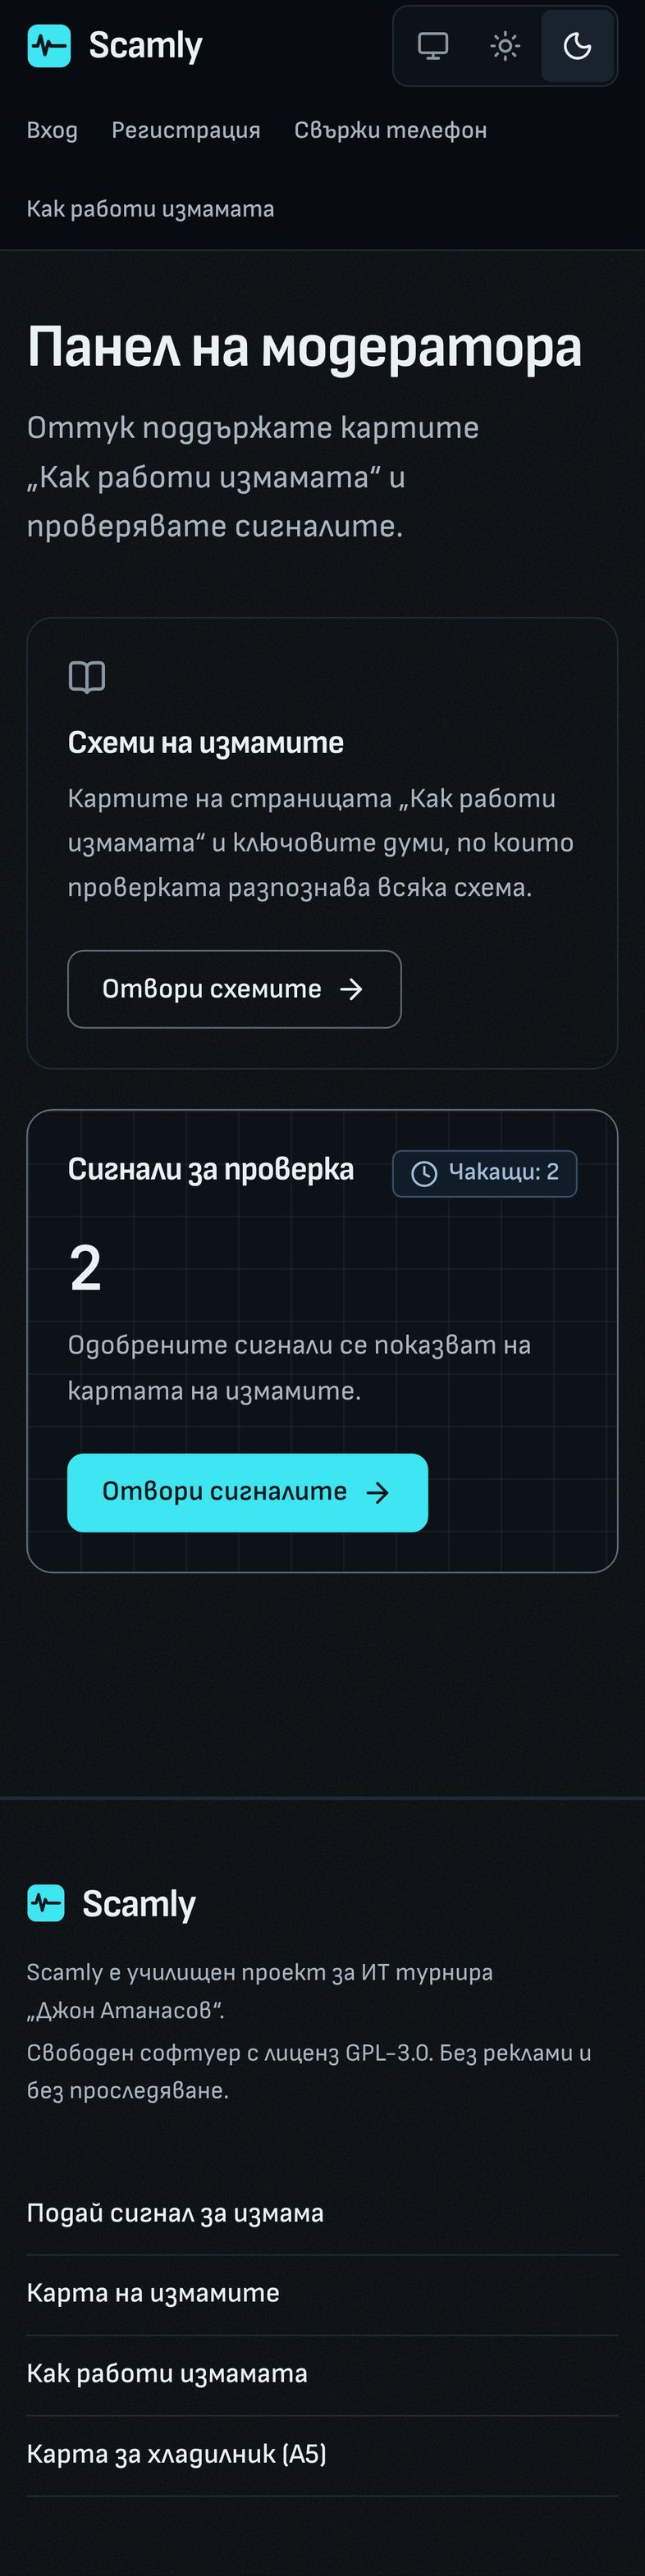 Scamly
Вход Регистрация Свържи телефон
Как работи измамата
Панел на модератора
Оттук поддържате картите
„Как работи измамата“ и
проверявате сигналите.
Схеми на измамите
Картите на страницата „Как работи
измамата“ и ключовите думи, по които
проверката разпознава всяка схема.
Отвори схемите
Сигнали за проверка
Чакащи: 2
2
Одобрените сигнали се показват на
картата на измамите.
Отвори сигналите
Scamly
Scamly е училищен проект за ИТ турнира
„Джон Атанасов“.
Свободен софтуер с лиценз GPL-3.0. Без реклами и
без проследяване.
Подай сигнал за измама
Карта на измамите
Как работи измамата
Карта за хладилник (А5)